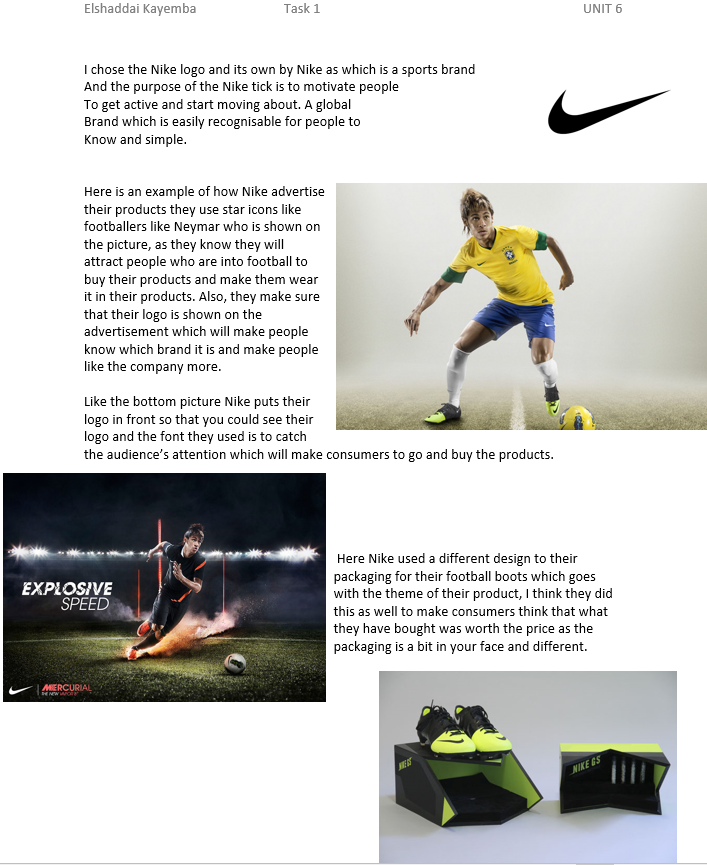 Elshaddai Kayemba Task 1 UNIT 6
I chose the Nike logo and its own by Nike as which is a sports brand
And the purpose of the Nike tick is to motivate people
To get active and start moving about. A global
Brand which is easily recognisable for people to
Know and simple.
Here is an example of how Nike advertise
their products they use star icons like
footballers like Neymar who is shown on
the picture, as they know they will
attract people who are into football to
buy their products and make them wear
it in their products. Also, they make sure
that their logo is shown on the
advertisement which will make people
know which brand it is and make people
like the company more.
Like the bottom picture Nike puts their
logo in front so that you could see their
logo and the font they used is to catch
the audience’s attention which will make consumers to go and buy the products.
EXPLOSIVE
SPEED
MERCURIAL
THE NEW VAPOR
Here Nike used a different design to their
packaging for their football boots which goes
with the theme of their product, I think they did
this as well to make consumers think that what
they have bought was worth the price as the
packaging is a bit in your face and different.
NIKE GS
NIKE GS